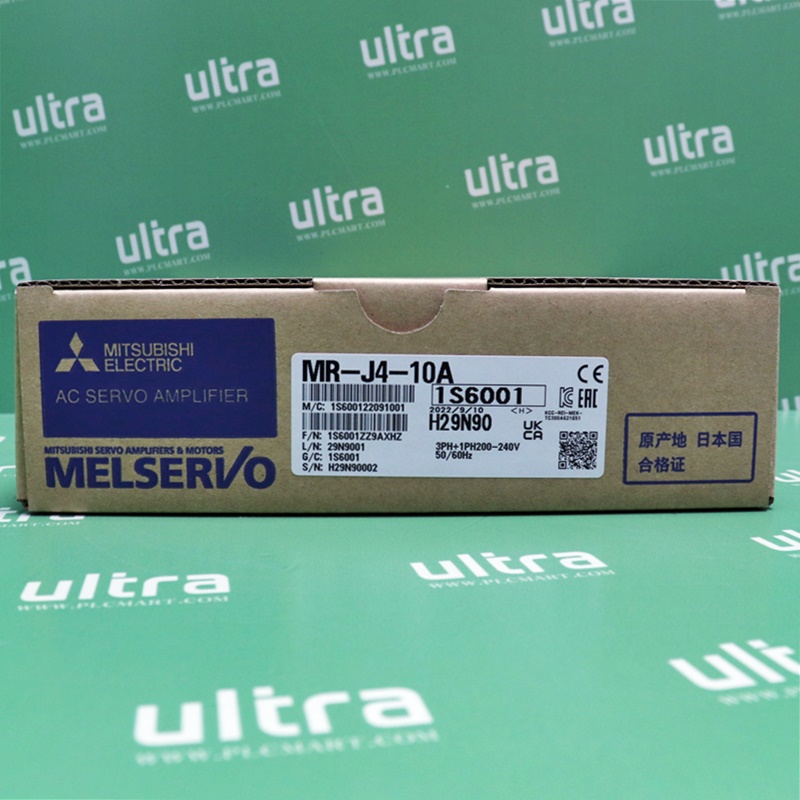 ultra
WWW.PLCMART.COM
ultra
WWW.PLCMART.COM
ultra
WWW.PLCMART.COM
ultra
WWW.PLCMART.COM
ultra
WWW.PLCMART.COM
ultra
WWW.PLCMART.COM
ultra
WWW.PLCMART.COM
ultra
WWW.PLCMART.COM
MITSUBISHI
ELECTRIC
AC SERVO AMPLIFIER
MITSUBISHI SERVO AMPLIFIERS & MOTORS
MELSERVO
MR-J4-10A
1S6001
M/C: 1S600122091001
2022/9/10 <H>
H29N90
F/N: 1S6001ZZ9AXHZ
L/N: 29N9001
G/C: 1S6001
S/N: H29N90002
3PH+1PH200-240V
50/60Hz
CE
EAC
UK
CA
原产地 日本国
合格证
ultra
WWW.PLCMART.COM
ultra
WWW.PLCMART.COM
ultra
WWW.PLCMART.COM
ultra